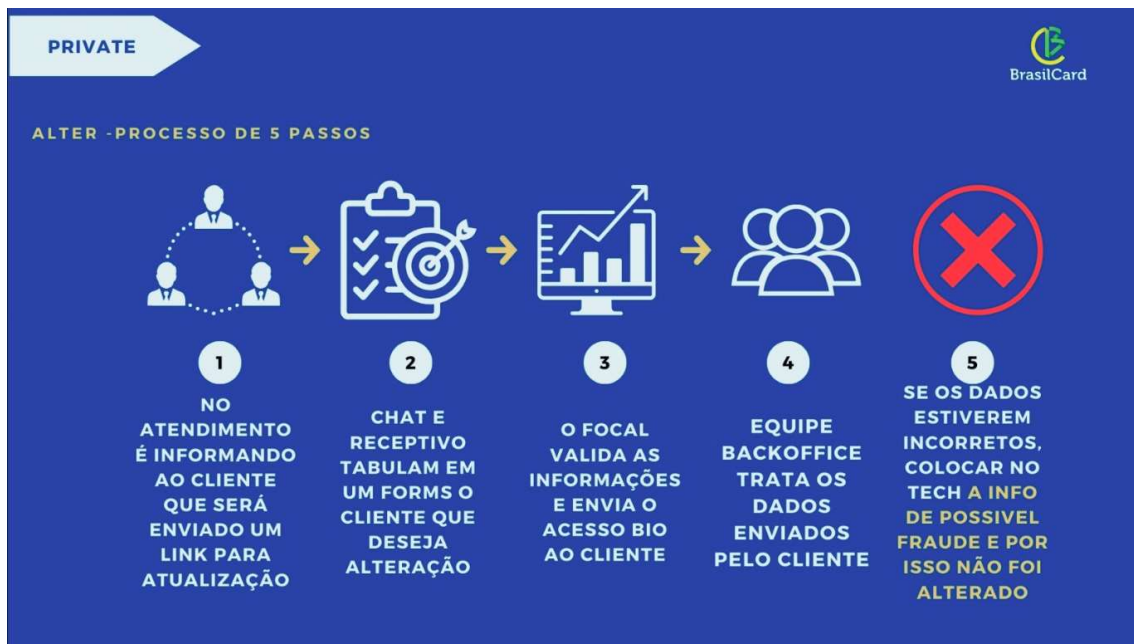 PRIVATE
BrasilCard
ALTER -PROCESSO DE 5 PASSOS
1
NO
ATENDIMENTO
É INFORMANDO
AO CLIENTE
QUE SERÁ
ENVIADO UM
LINK PARA
ATUALIZAÇÃO
2
CHAT E
RECEPTIVO
TABULAM EM
UM FORMS O
CLIENTE QUE
DESEJA
ALTERAÇÃO
3
O FOCAL
VALIDA AS
INFORMAÇÕES
E ENVIA O
ACESSO BIO
AO CLIENTE
4
EQUIPE
BACKOFFICE
TRATA OS
DADOS
ENVIADOS
PELO CLIENTE
5
SE OS DADOS
ESTIVEREM
INCORRETOS,
COLOCAR NO
TECH A INFO
DE POSSIVEL
FRAUDE E POR
ISSO NÃO FOI
ALTERADO